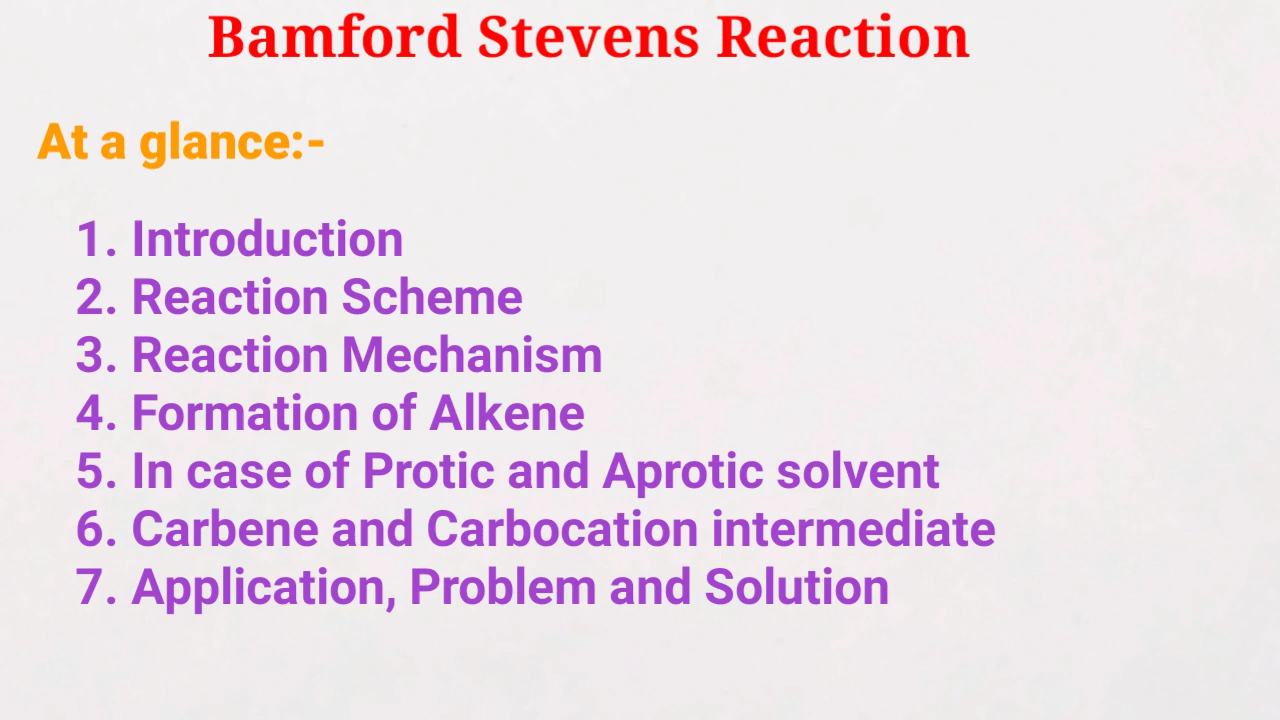 Bamford Stevens Reaction
At a glance:-
1. Introduction
2. Reaction Scheme
3. Reaction Mechanism
4. Formation of Alkene
5. In case of Protic and Aprotic solvent
6. Carbene and Carbocation intermediate
7. Application, Problem and Solution